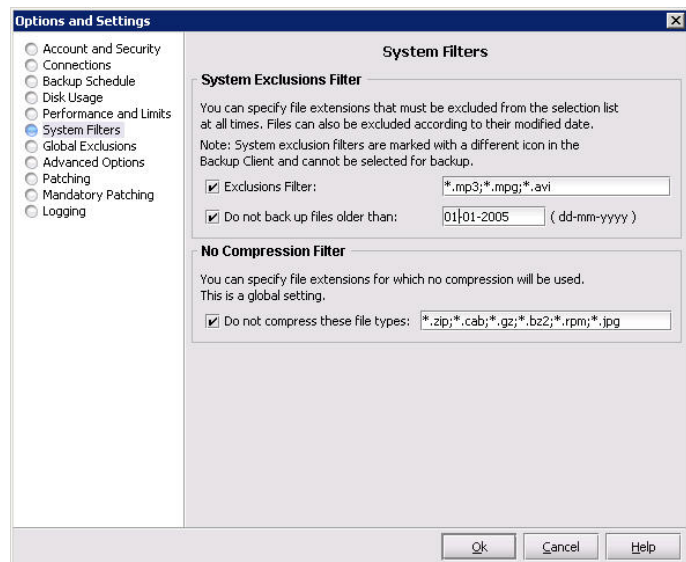 Options and Settings
Account and Security
Connections
Backup Schedule
Disk Usage
Performance and Limits
System Filters
Global Exclusions
Advanced Options
Patching
Mandatory Patching
Logging
System Filters
System Exclusions Filter
You can specify file extensions that must be excluded from the selection list
at all times. Files can also be excluded according to their modified date.
Note: System exclusion filters are marked with a different icon in the
Backup Client and cannot be selected for backup.
Exclusions Filter: *.mp3;*.mpg;*.avi
Do not back up files older than: 01-01-2005 ( dd-mm-yyyy )
No Compression Filter
You can specify file extensions for which no compression will be used.
This is a global setting.
Do not compress these file types: *.zip;*.cab;*.gz;*.bz2;*.rpm;*.jpg
Ok Cancel Help